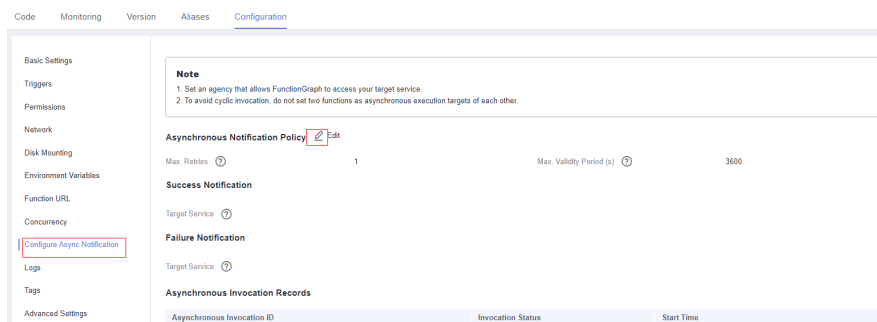 Code Monitoring Version Aliases Configuration
Basic Settings
Triggers
Permissions
Network
Disk Mounting
Environment Variables
Function URL
Concurrency
Configure Async Notification
Logs
Tags
Advanced Settings
Note
1. Set an agency that allows FunctionGraph to access your target service.
2. To avoid cyclic invocation, do not set two functions as asynchronous execution targets of each other.
Asynchronous Notification Policy Edit
Max. Retries ? 1 Max. Validity Period (s) ? 3600
Success Notification
Target Service ?
Failure Notification
Target Service ?
Asynchronous Invocation Records
Asynchronous Invocation ID Invocation Status Start Time